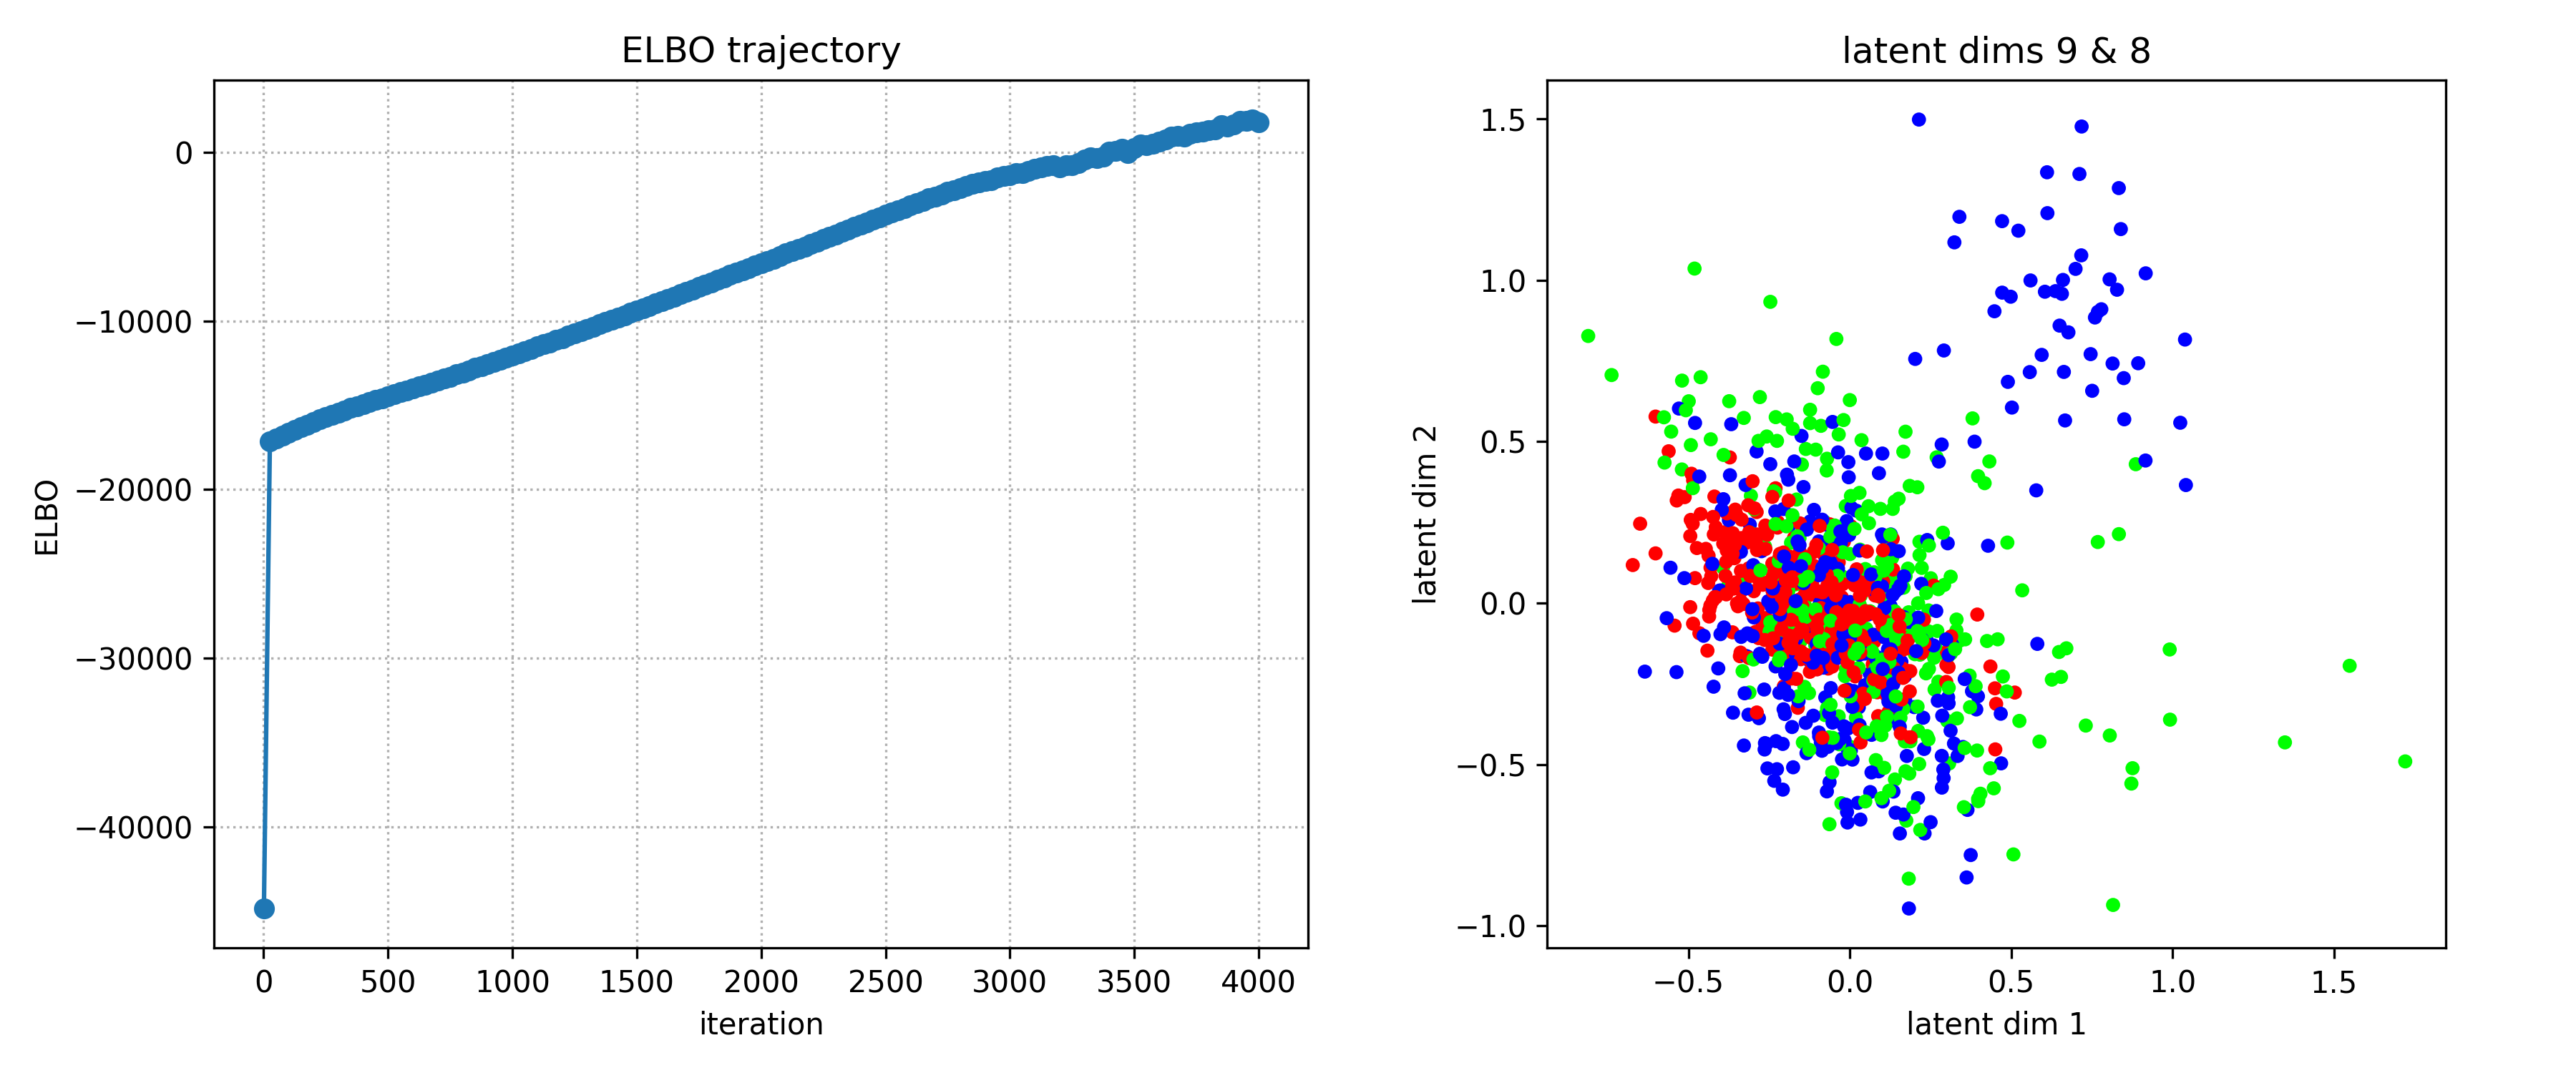 ELBO trajectory
ELBO
0
−10000
−20000
−30000
−40000
0 500 1000 1500 2000 2500 3000 3500 4000
iteration
latent dims 9 & 8
latent dim 2
1.5
1.0
0.5
0.0
−0.5
−1.0
−0.5 0.0 0.5 1.0 1.5
latent dim 1